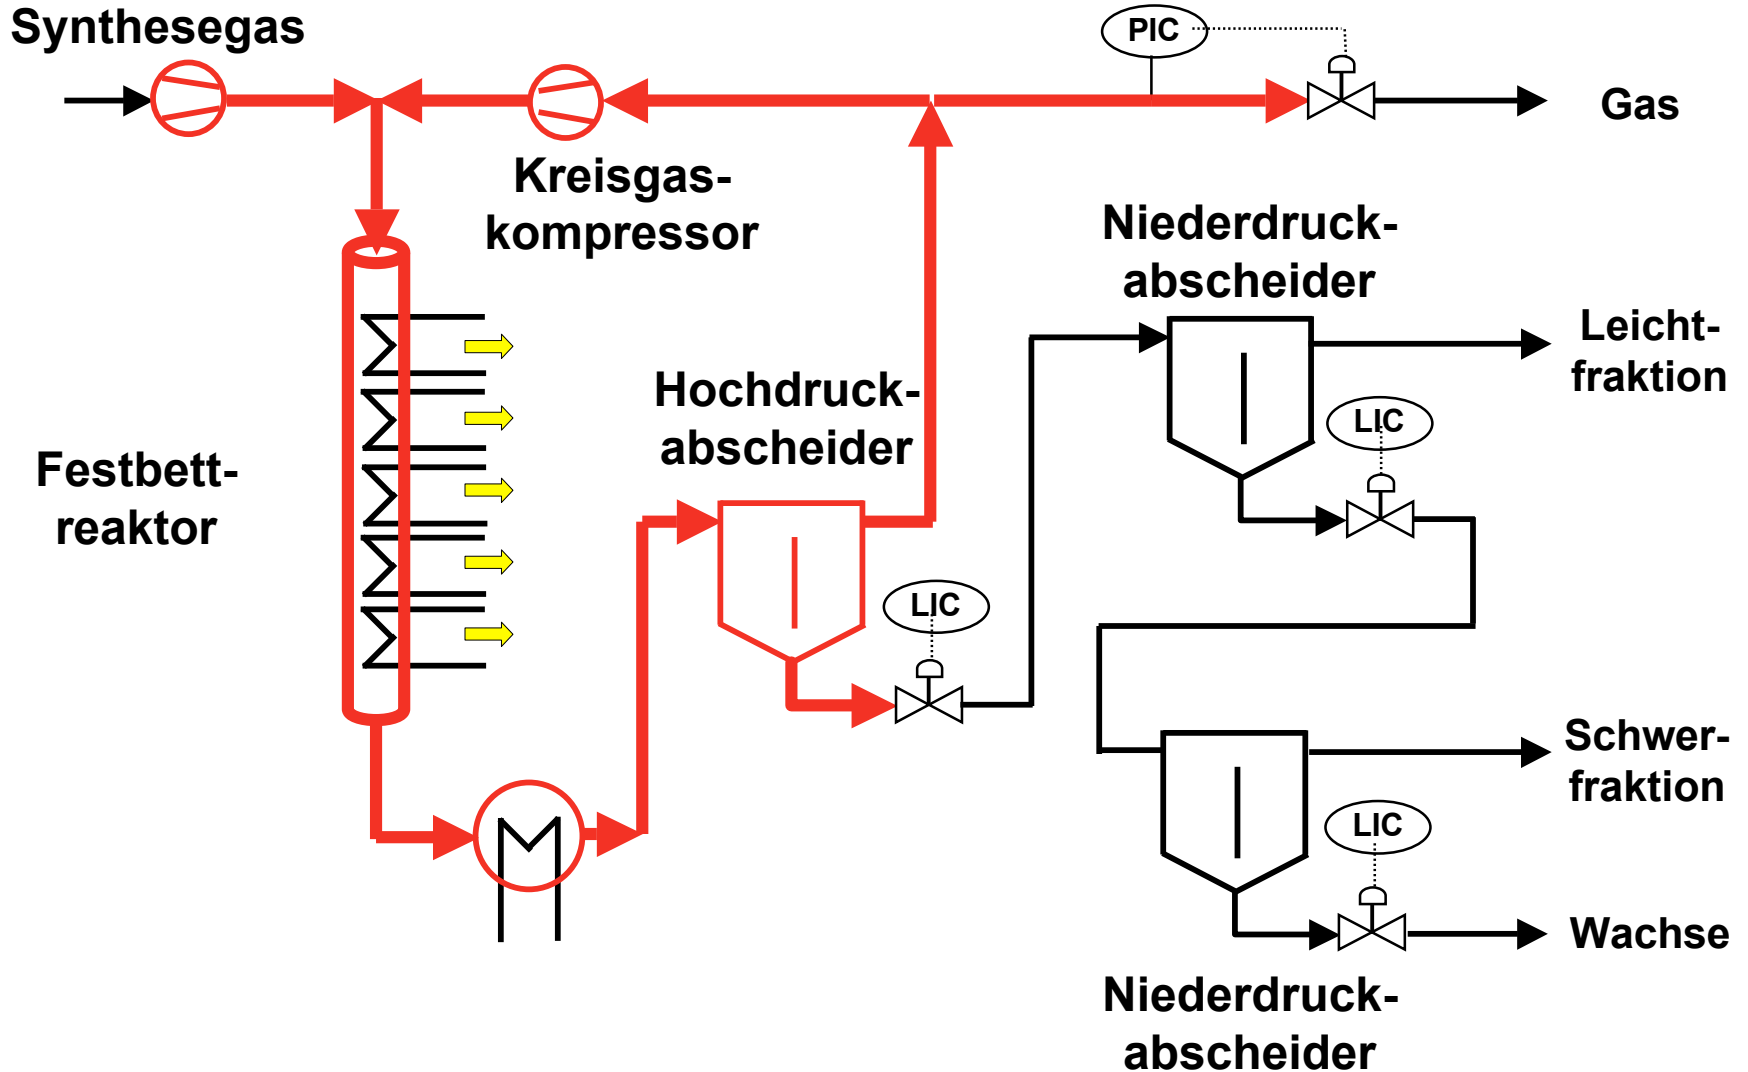 Synthesegas
PIC
Gas
Kreisgas-
kompressor
Niederdruck-
abscheider
Leicht-
fraktion
Hochdruck-
abscheider
LIC
Festbett-
reaktor
LIC
Schwer-
fraktion
LIC
Wachse
Niederdruck-
abscheider